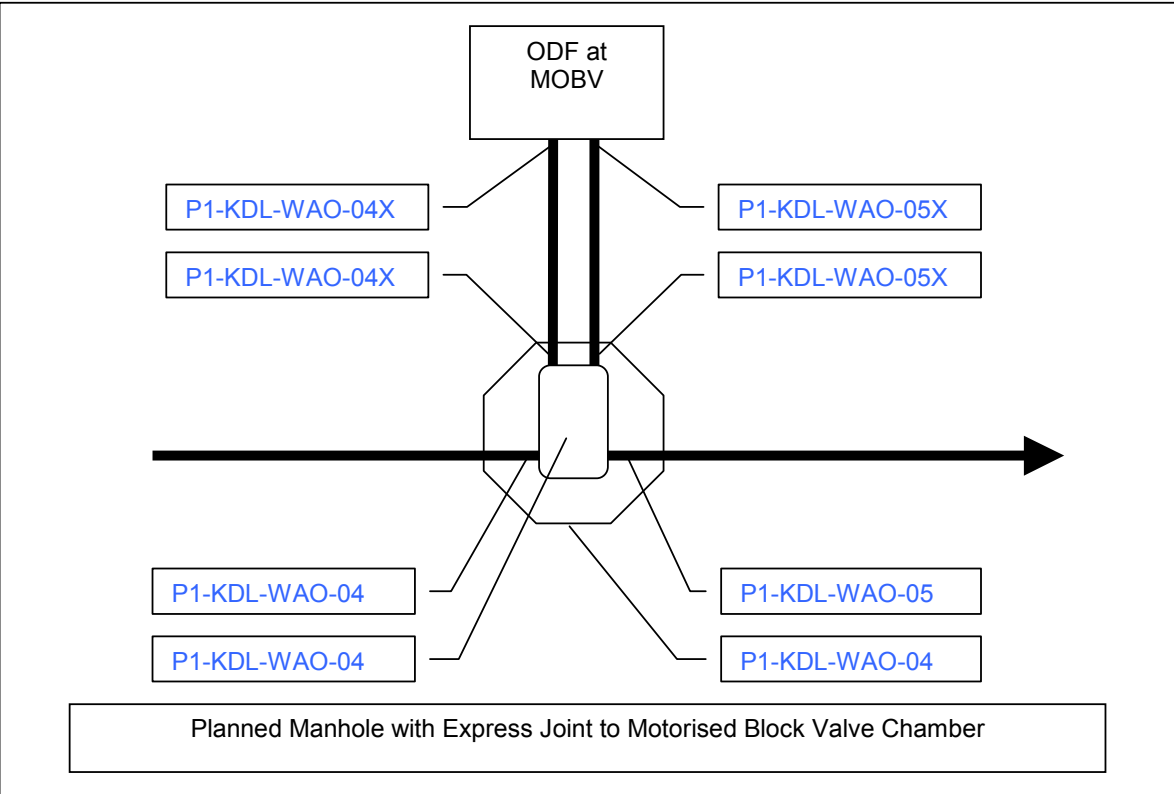 ODF at
MOBV
P1-KDL-WAO-04X
P1-KDL-WAO-05X
P1-KDL-WAO-04X
P1-KDL-WAO-05X
P1-KDL-WAO-04
P1-KDL-WAO-05
P1-KDL-WAO-04
P1-KDL-WAO-04
Planned Manhole with Express Joint to Motorised Block Valve Chamber